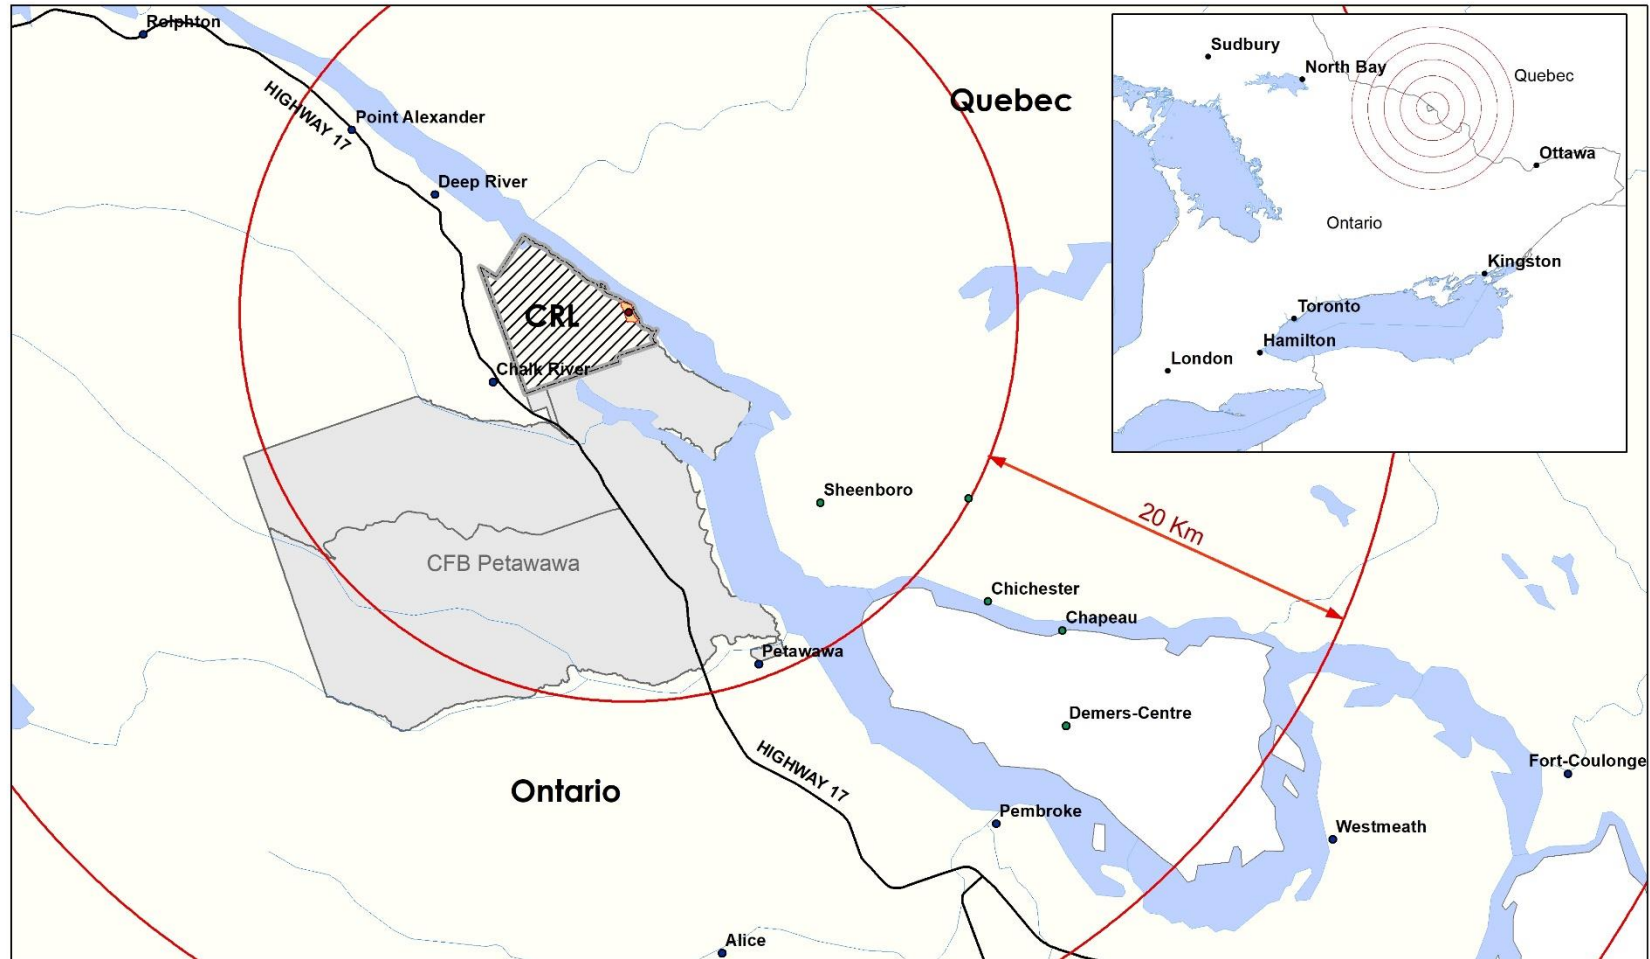 Rolphton
HIGHWAY 17
Point Alexander
Deep River
Quebec
CRL
Chalk River
Sheenboro
20 Km
CFB Petawawa
Chichester
Chapeau
Petawawa
Demers-Centre
HIGHWAY 17
Ontario
Pembroke
Fort-Coulonge
Westmeath
Alice
Sudbury
North Bay
Quebec
Ottawa
Ontario
Kingston
Toronto
Hamilton
London